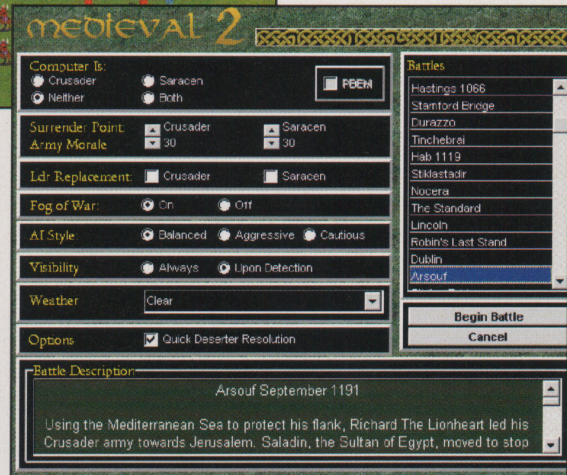 medieval 2
Computer Is:
Crusader Saracen
Neither Both
PBEM
Surrender Point: Crusader Saracen
Army Morale 30 30
Ldr Replacement: Crusader Saracen
Fog of War: On Off
AI Style: Balanced Aggressive Cautious
Visibility Always Upon Detection
Weather Clear
Options Quick Deserter Resolution
Battles
Hastings 1066
Stamford Bridge
Durazzo
Tinchebrai
Hab 1119
Stiklastadir
Nocera
The Standard
Lincoln
Robin's Last Stand
Dublin
Arsouf
Begin Battle
Cancel
Battle Description
Arsouf September 1191
Using the Mediterranean Sea to protect his flank, Richard The Lionheart led his
Crusader army towards Jerusalem. Saladin, the Sultan of Egypt, moved to stop